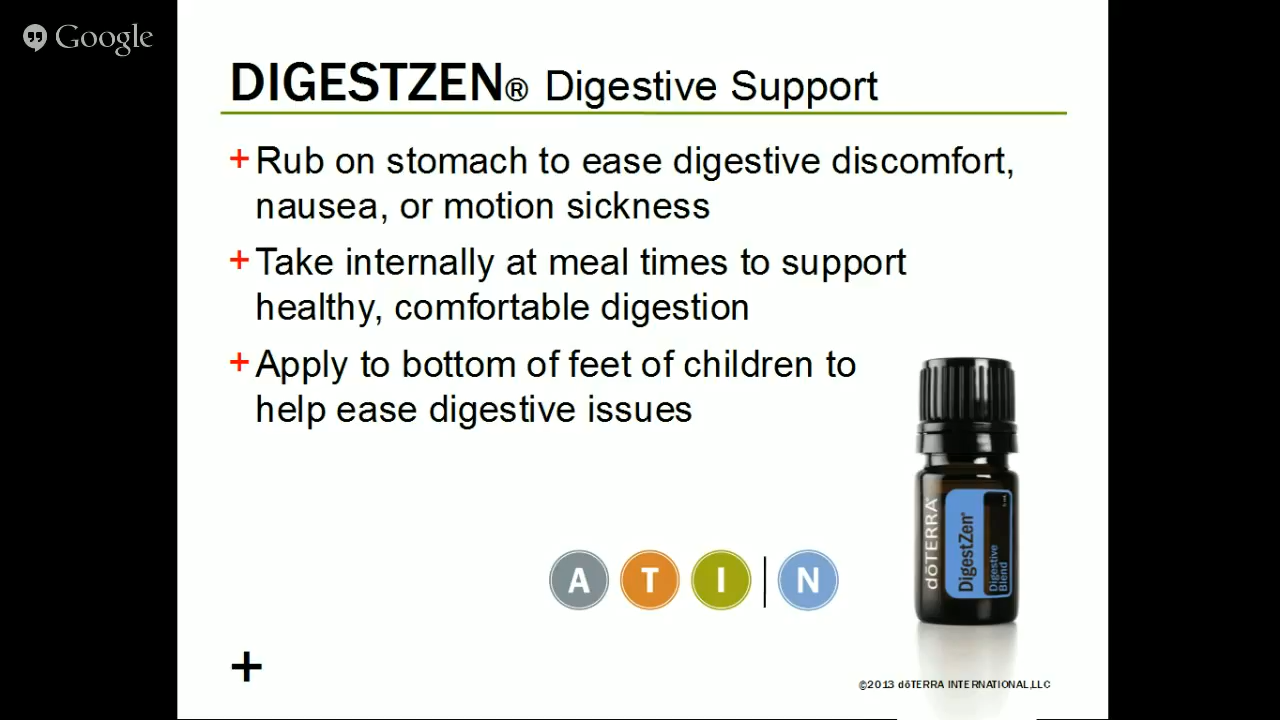 Google
DIGESTZEN® Digestive Support
+ Rub on stomach to ease digestive discomfort,
nausea, or motion sickness
+ Take internally at meal times to support
healthy, comfortable digestion
+ Apply to bottom of feet of children to
help ease digestive issues
dōTERRA®
DigestZen®
Digestive
Blend
A T I | N
+
©2013 dōTERRA INTERNATIONAL,LLC